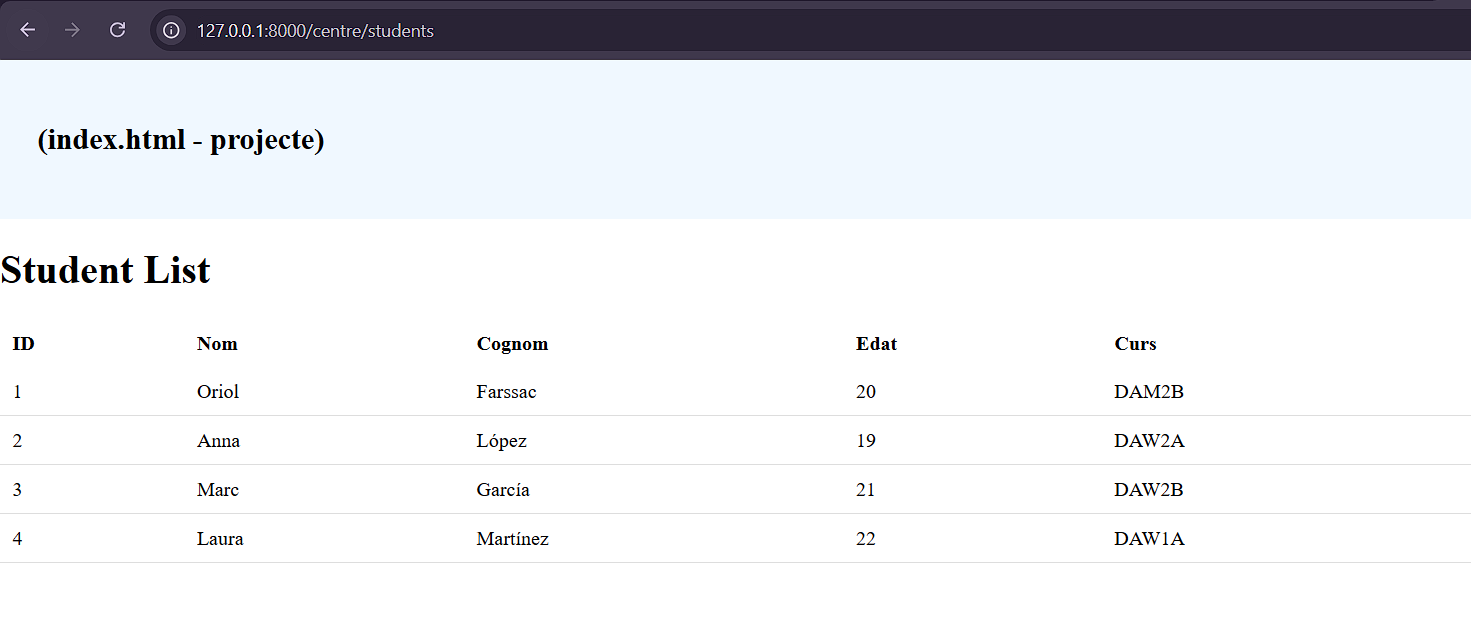 127.0.0.1:8000/centre/students
(index.html - projecte)
Student List
ID Nom Cognom Edat Curs
1 Oriol Farssac 20 DAM2B
2 Anna López 19 DAW2A
3 Marc García 21 DAW2B
4 Laura Martínez 22 DAW1A